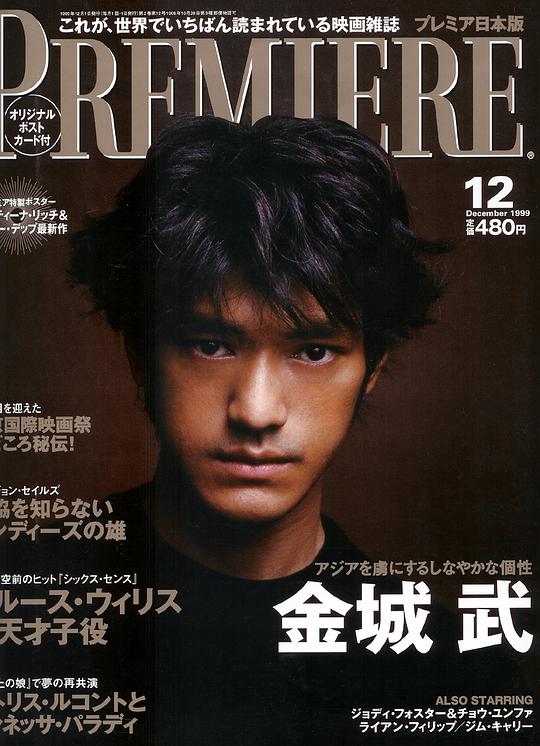 これが、世界でいちばん読まれている映画雑誌 プレミア日本版
PREMIERE
オリジナル
ポスト
カード付
12
December 1999
定価480円
ミア特製ポスター
ティーナ・リッチ&
ー・デップ最新作
目を迎えた
京国際映画祭
どころ秘伝!
ジョン・セイルズ
協を知らない
ンディーズの雄
空前のヒット『シックス・センス』
ルース・ウィリス
天才子役
上の娘』で夢の再共演
トリス・ルコントと
ネッサ・パラディ
アジアを虜にするしなやかな個性
金城 武
ALSO STARRING
ジョディ・フォスター&チョウ・ユンファ
ライアン・フィリップ/ジム・キャリー